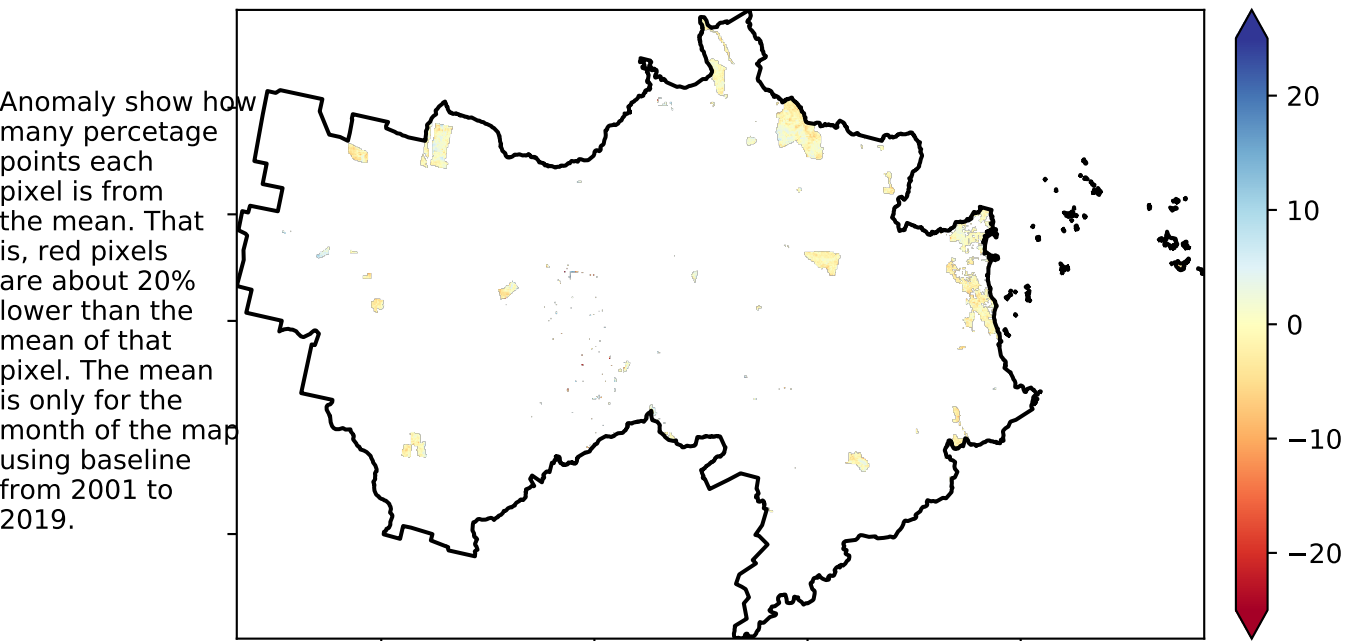 Anomaly show how
many percetage
points each
pixel is from
the mean. That
is, red pixels
are about 20%
lower than the
mean of that
pixel. The mean
is only for the
month of the map
using baseline
from 2001 to
2019.
20
10
0
−10
−20